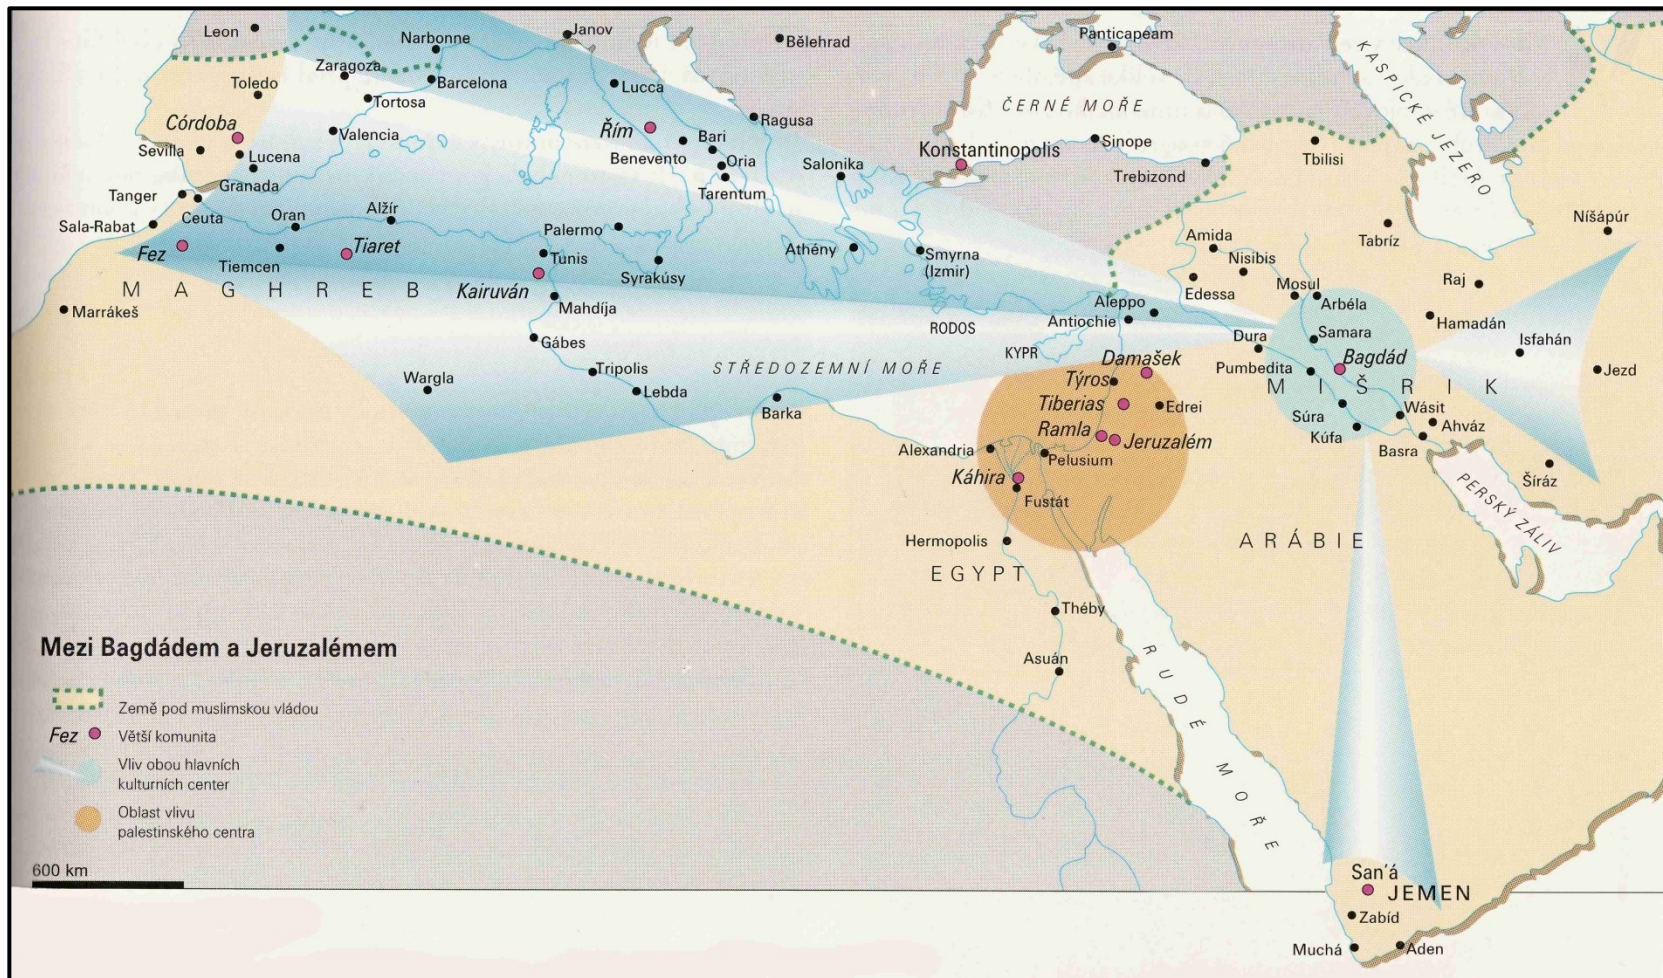 Leon
Narbonne
Janov
Bělehrad
Panticapeam
KASPICKÉ JEZERO
Zaragoza
Toledo
Barcelona
Lucca
Tortosa
ČERNÉ MOŘE
Córdoba
Valencia
Řím
Ragusa
Sevilla
Lucena
Bari
Benevento
Oria
Salonika
Konstantinopolis
Sinope
Tbilisi
Granada
Tarentum
Trebizond
Tanger
Ceuta
Oran
Alžír
Sala-Rabat
Palermo
Athény
Smyrna
(Izmir)
Amida
Tabríz
Níšápúr
Fez
Tiemcen
Tiaret
Tunis
Syrakúsy
Nisibis
Edessa
Mosul
Arbéla
Raj
MAGHREB
Kairuván
Mahdíja
Aleppo
Antiochie
Marrákeš
RODOS
Hamadán
Gábes
KYPR
Dura
Samara
Isfahán
Tripolis
STŘEDOZEMNÍ MOŘE
Damašek
Pumbedita
Bagdád
Jezd
Wargla
Lebda
Týros
MIŠRIK
Barka
Tiberias
Edrei
Súra
Wásit
Ramla
Jeruzalém
Kúfa
Ahváz
Alexandria
Pelusium
Basra
Káhira
Šíráz
Fustát
PERSKÝ ZÁLIV
Hermopolis
ARÁBIE
EGYPT
Théby
Asuán
RUDÉ MOŘE
Mezi Bagdádem a Jeruzalémem
Země pod muslimskou vládou
Fez
Větší komunita
Vliv obou hlavních
kulturních center
Oblast vlivu
palestinského centra
600 km
San'á
JEMEN
Zabíd
Muchá
Aden